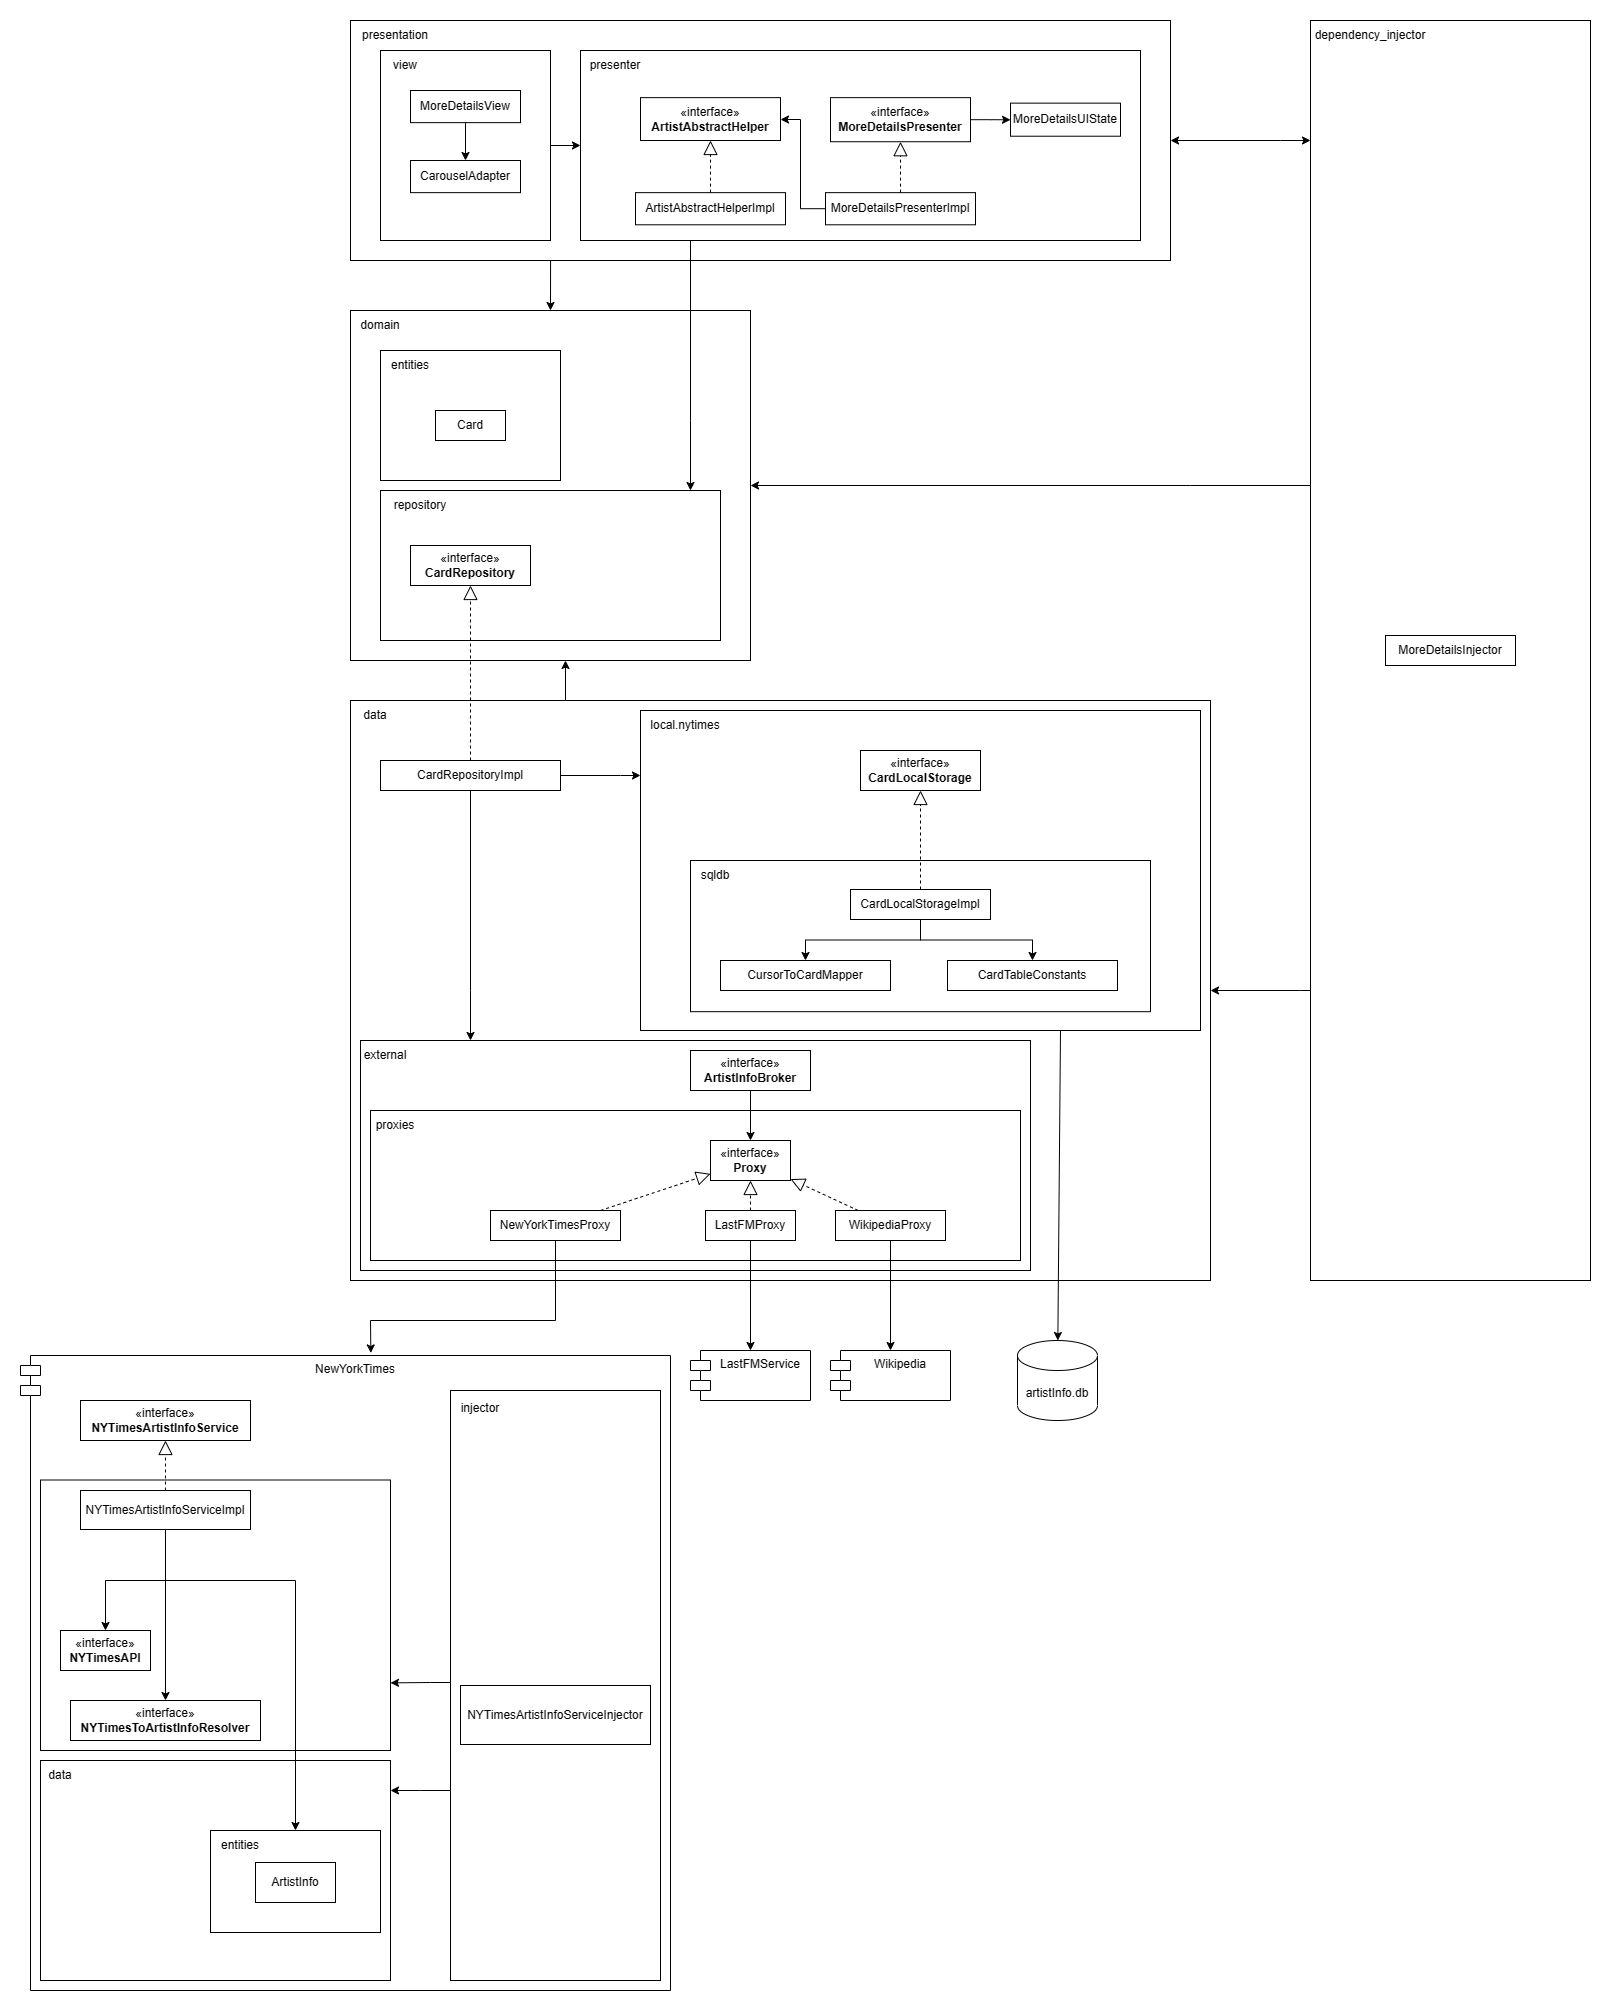 presentation
dependency_injector
view
presenter
MoreDetailsView
CarouselAdapter
«interface»
ArtistAbstractHelper
«interface»
MoreDetailsPresenter
MoreDetailsUIState
ArtistAbstractHelperImpl
MoreDetailsPresenterImpl
domain
entities
Card
repository
«interface»
CardRepository
MoreDetailsInjector
data
CardRepositoryImpl
local.nytimes
«interface»
CardLocalStorage
sqldb
CardLocalStorageImpl
CursorToCardMapper
CardTableConstants
external
«interface»
ArtistInfoBroker
proxies
«interface»
Proxy
NewYorkTimesProxy
LastFMProxy
WikipediaProxy
NewYorkTimes
LastFMService
Wikipedia
artistInfo.db
«interface»
NYTimesArtistInfoService
injector
NYTimesArtistInfoServiceImpl
«interface»
NYTimesAPI
«interface»
NYTimesToArtistInfoResolver
NYTimesArtistInfoServiceInjector
data
entities
ArtistInfo